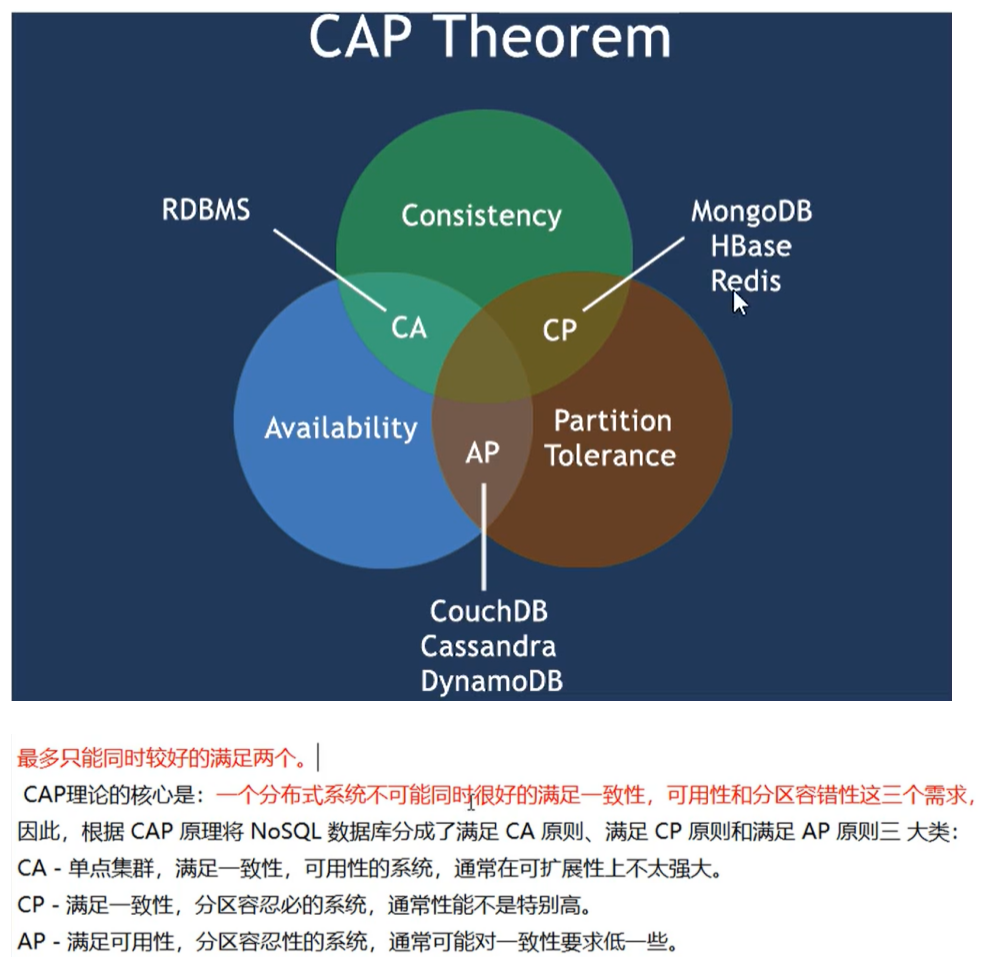 CAP Theorem
RDBMS
Consistency
MongoDB
HBase
Redis
CA
CP
Availability
Partition
Tolerance
AP
CouchDB
Cassandra
DynamoDB
最多只能同时较好的满足两个。
CAP理论的核心是：一个分布式系统不可能同时很好的满足一致性，可用性和分区容错性这三个需求，
因此，根据 CAP 原理将 NoSQL 数据库分成了满足 CA 原则、满足 CP 原则和满足 AP 原则三 大类：
CA - 单点集群，满足一致性，可用性的系统，通常在可扩展性上不太强大。
CP - 满足一致性，分区容忍必的系统，通常性能不是特别高。
AP - 满足可用性，分区容忍性的系统，通常可能对一致性要求低一些。